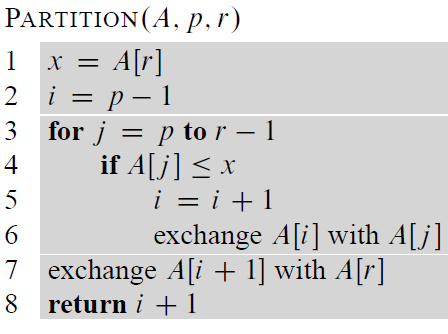 PARTITION(A, p, r)
1 x = A[r]
2 i = p − 1
3 for j = p to r − 1
4 if A[j] ≤ x
5 i = i + 1
6 exchange A[i] with A[j]
7 exchange A[i + 1] with A[r]
8 return i + 1